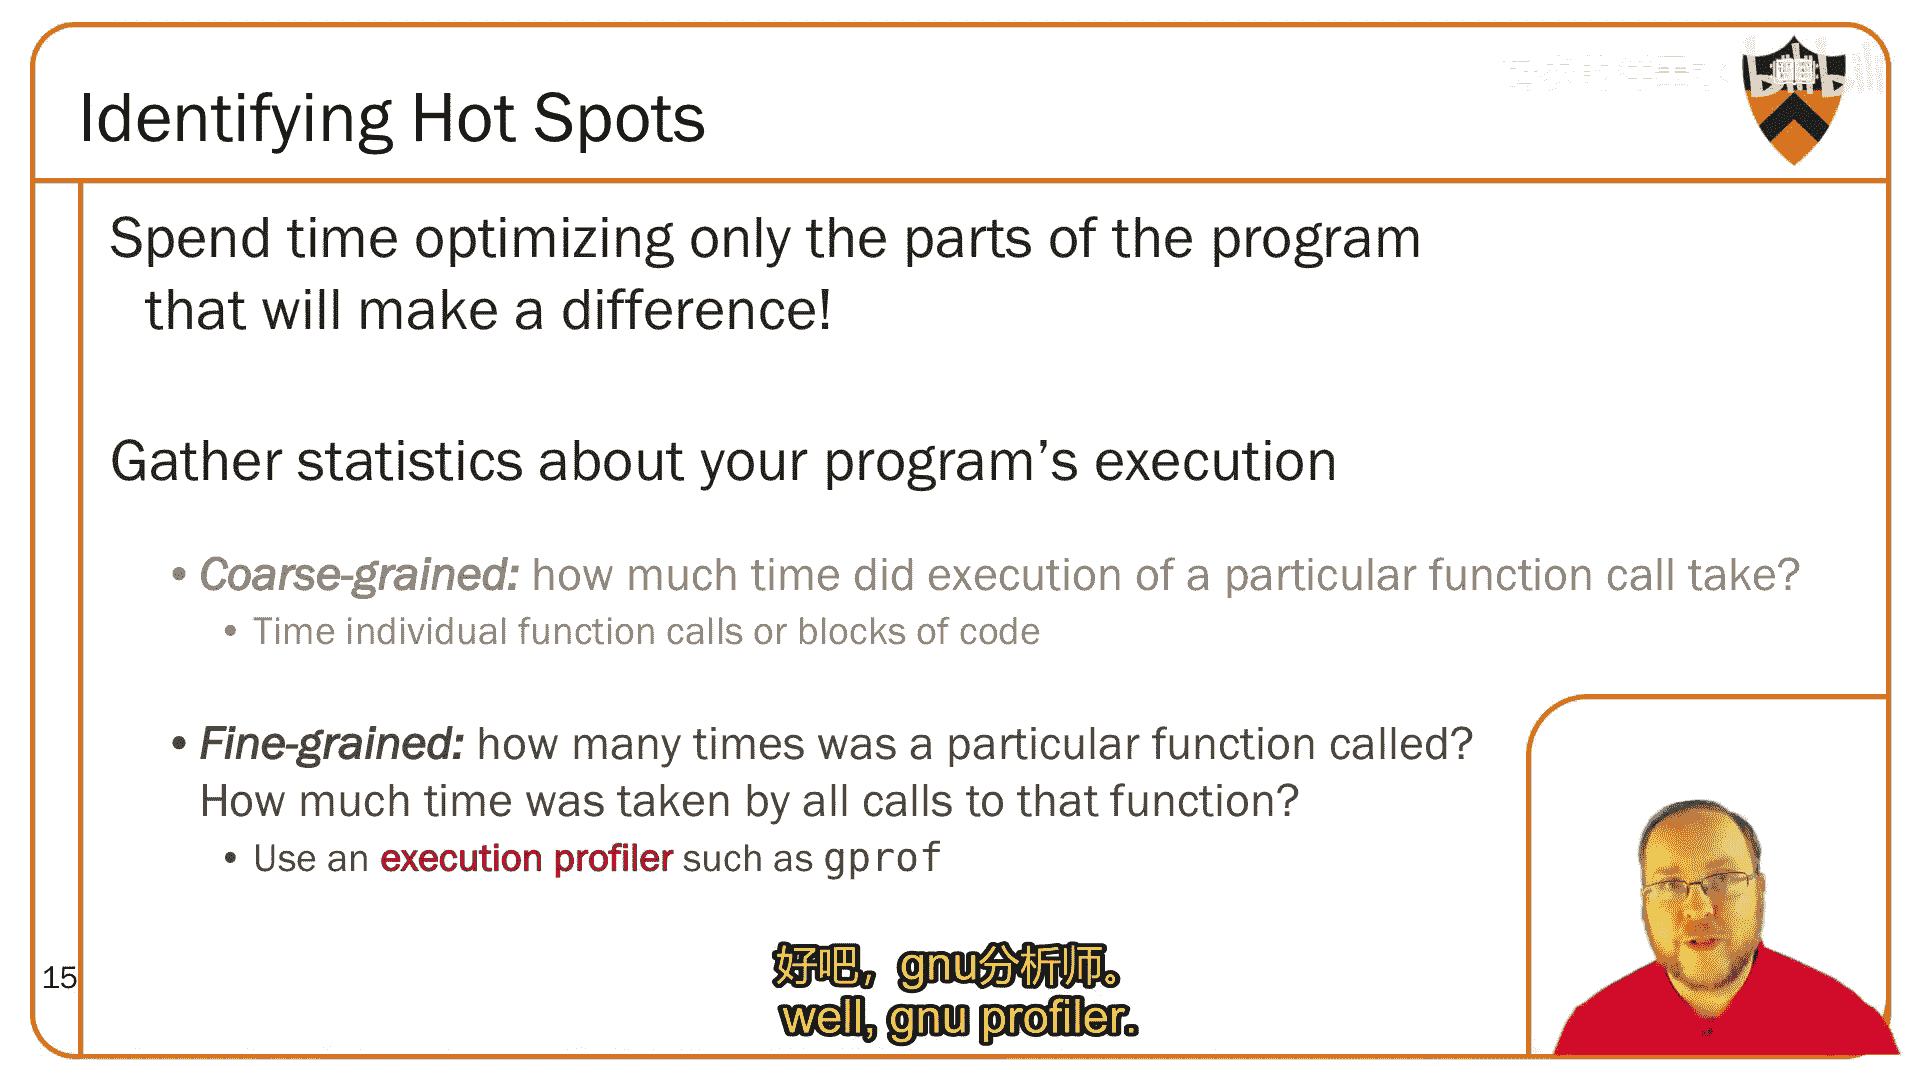 Identifying Hot Spots
Spend time optimizing only the parts of the program
that will make a difference!
Gather statistics about your program’s execution
• Coarse-grained: how much time did execution of a particular function call take?
• Time individual function calls or blocks of code
• Fine-grained: how many times was a particular function called?
How much time was taken by all calls to that function?
• Use an execution profiler such as gprof
15
好吧，gnu分析师。
well, gnu profiler.